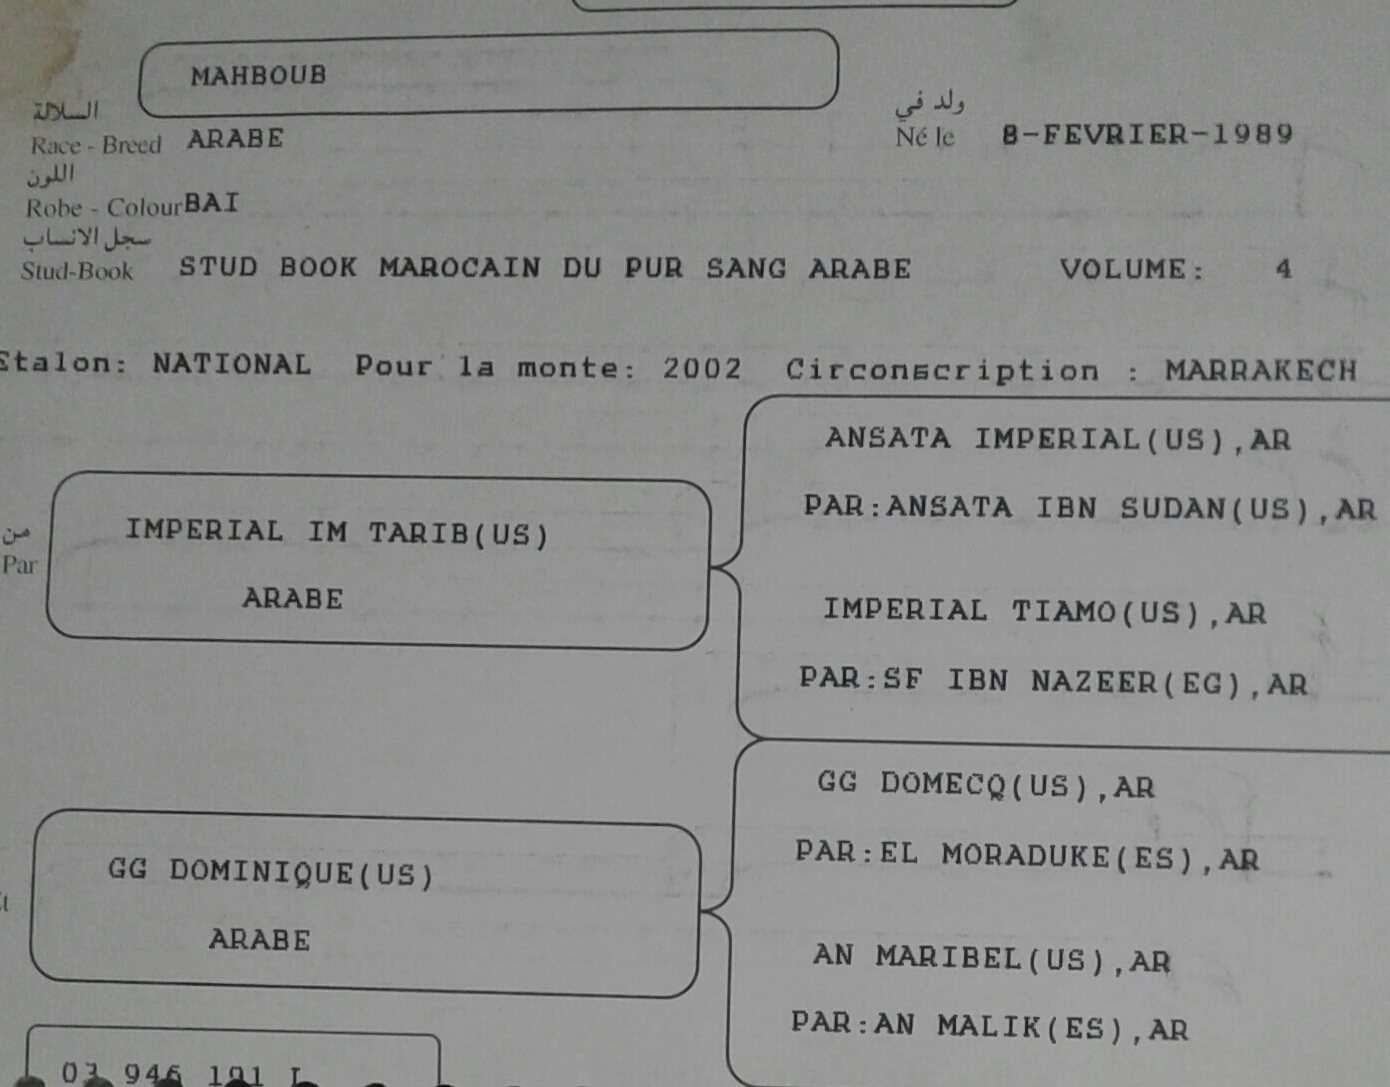 MAHBOUB
السلالة
Race - Breed ARABE
ولد في
Né le 8-FEVRIER-1989
اللون
Robe - Colour BAI
سجل الانساب
Stud-Book STUD BOOK MAROCAIN DU PUR SANG ARABE VOLUME: 4
Etalon: NATIONAL Pour la monte: 2002 Circonscription : MARRAKECH
من
Par
IMPERIAL IM TARIB(US)
ARABE
ANSATA IMPERIAL(US),AR
PAR:ANSATA IBN SUDAN(US),AR
IMPERIAL TIAMO(US),AR
PAR:SF IBN NAZEER(EG),AR
GG DOMINIQUE(US)
ARABE
GG DOMECQ(US),AR
PAR:EL MORADUKE(ES),AR
AN MARIBEL(US),AR
PAR:AN MALIK(ES),AR